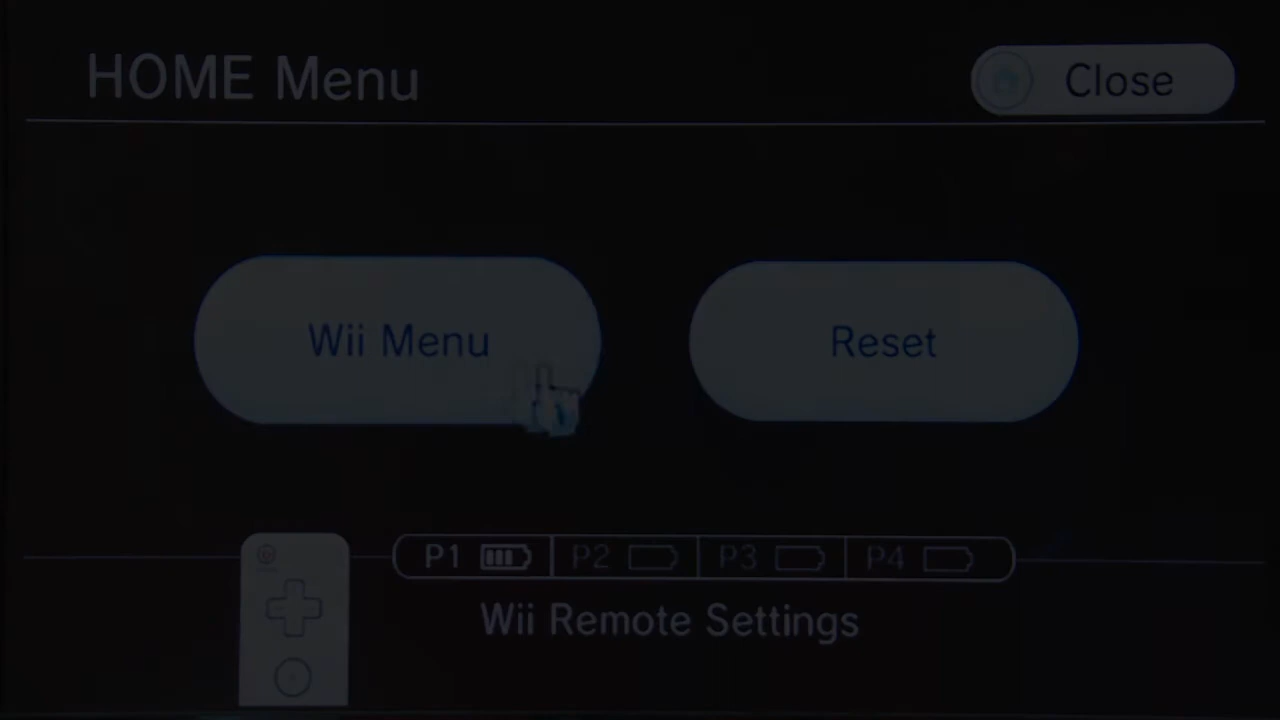 HOME Menu
Close
Wii Menu
Reset
P1 P2 P3 P4
Wii Remote Settings